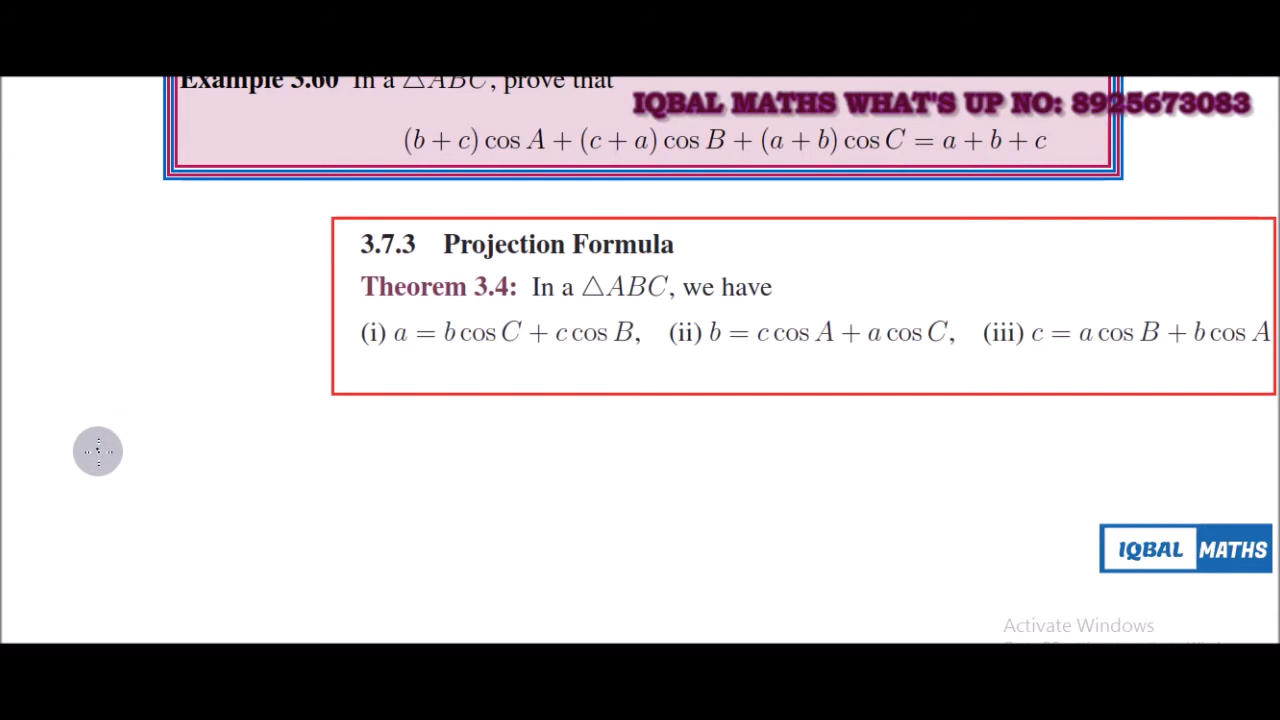 Example 3.60 In a △ABC, prove that
IQBAL MATHS WHAT'S UP NO: 8925673083
(b + c) cos A + (c + a) cos B + (a + b) cos C = a + b + c
3.7.3 Projection Formula
Theorem 3.4: In a △ABC, we have
(i) a = b cos C + c cos B, (ii) b = c cos A + a cos C, (iii) c = a cos B + b cos A
IQBAL MATHS
Activate Windows